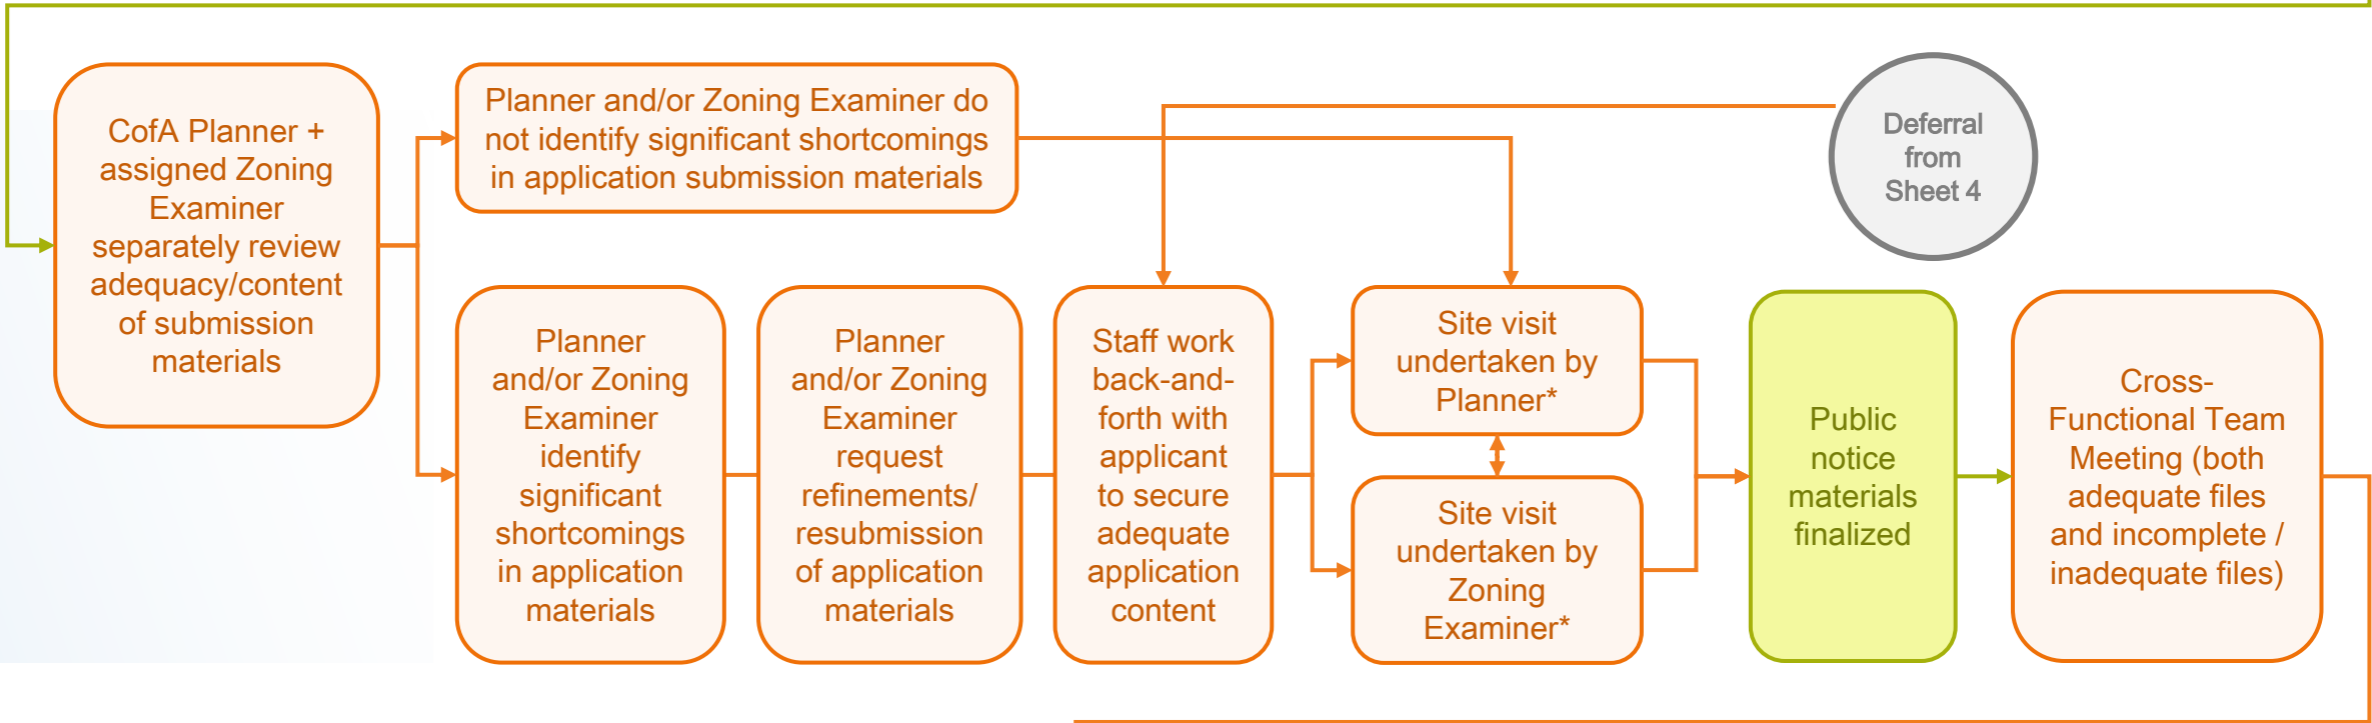 CofA Planner +
assigned Zoning
Examiner
separately review
adequacy/content
of submission
materials
Planner and/or Zoning Examiner do
not identify significant shortcomings
in application submission materials
Deferral
from
Sheet 4
Planner
and/or Zoning
Examiner
identify
significant
shortcomings
in application
materials
Planner
and/or Zoning
Examiner
request
refinements/
resubmission
of application
materials
Staff work
back-and-
forth with
applicant
to secure
adequate
application
content
Site visit
undertaken by
Planner*
Site visit
undertaken by
Zoning
Examiner*
Public
notice
materials
finalized
Cross-
Functional Team
Meeting (both
adequate files
and incomplete /
inadequate files)